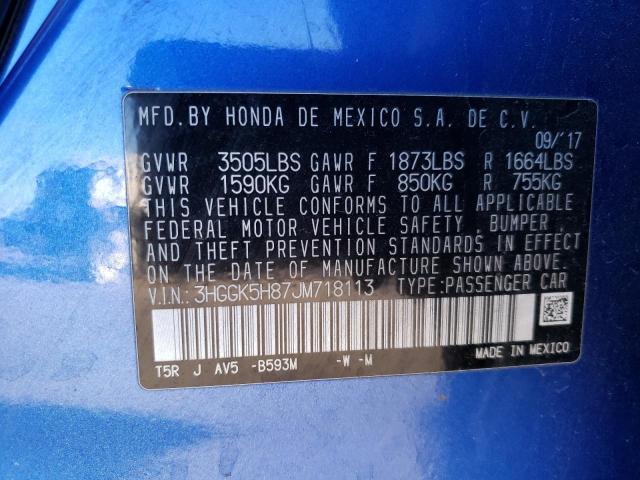 MFD.BY HONDA DE MEXICO S.A. DE C.V.
09/'17
GVWR 3505LBS GAWR F 1873LBS R 1664LBS
GVWR 1590KG GAWR F 850KG R 755KG
THIS VEHICLE CONFORMS TO ALL APPLICABLE
FEDERAL MOTOR VEHICLE SAFETY, BUMPER,
AND THEFT PREVENTION STANDARDS IN EFFECT
ON THE DATE OF MANUFACTURE SHOWN ABOVE.
V.I.N.: 3HGGK5H87JM718113 TYPE:PASSENGER CAR
T5R J AV5 -B593M -W -M
MADE IN MEXICO